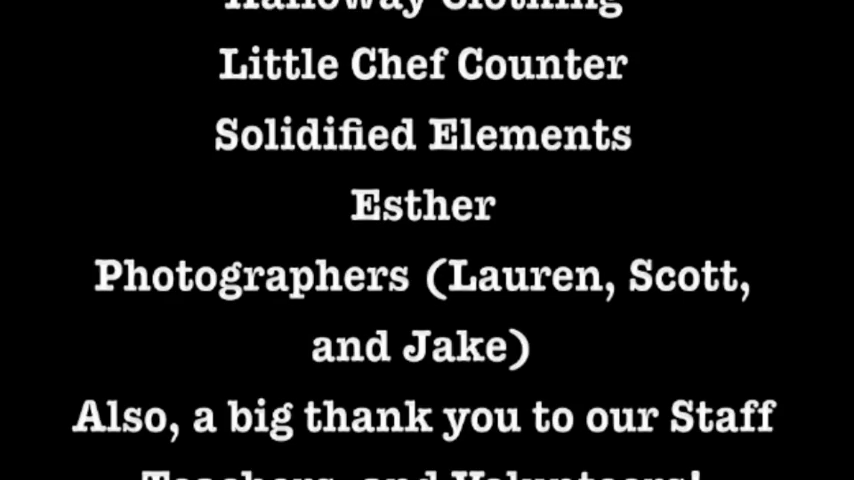 Halloway Clothing
Little Chef Counter
Solidified Elements
Esther
Photographers (Lauren, Scott,
and Jake)
Also, a big thank you to our Staff
Teachers, and Volunteers!